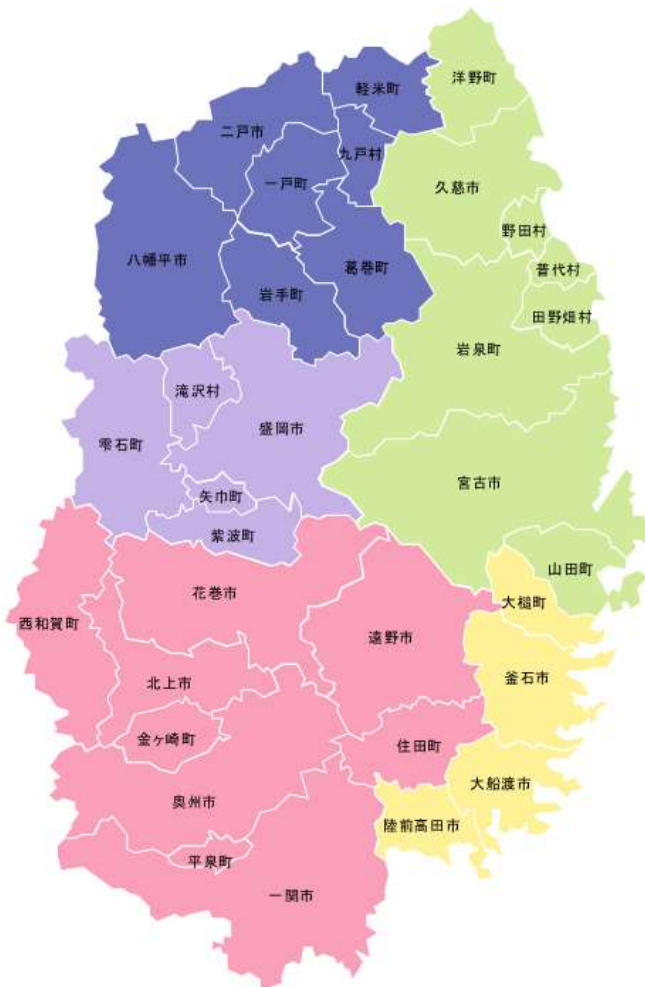 洋野町
軽米町
二戸市
九戸村
一戸町
久慈市
野田村
八幡平市
葛巻町
普代村
岩手町
田野畑村
岩泉町
滝沢村
盛岡市
雫石町
宮古市
矢巾町
紫波町
山田町
花巻市
大槌町
西和賀町
遠野市
釜石市
北上市
金ヶ崎町
住田町
大船渡市
奥州市
陸前高田市
平泉町
一関市